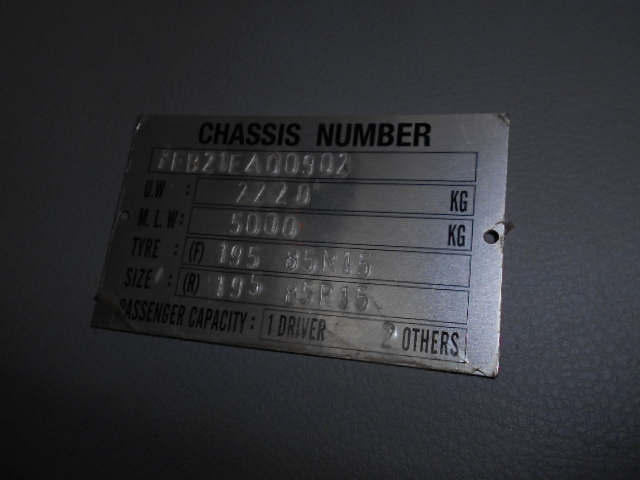 CHASSIS NUMBER
FEB21EA00902
U.W : 2220 KG
M.L.W: 5000 KG
TYRE : (F) 195 85R15
SIZE : (R) 195 85R15
PASSENGER CAPACITY: 1 DRIVER 2 OTHERS